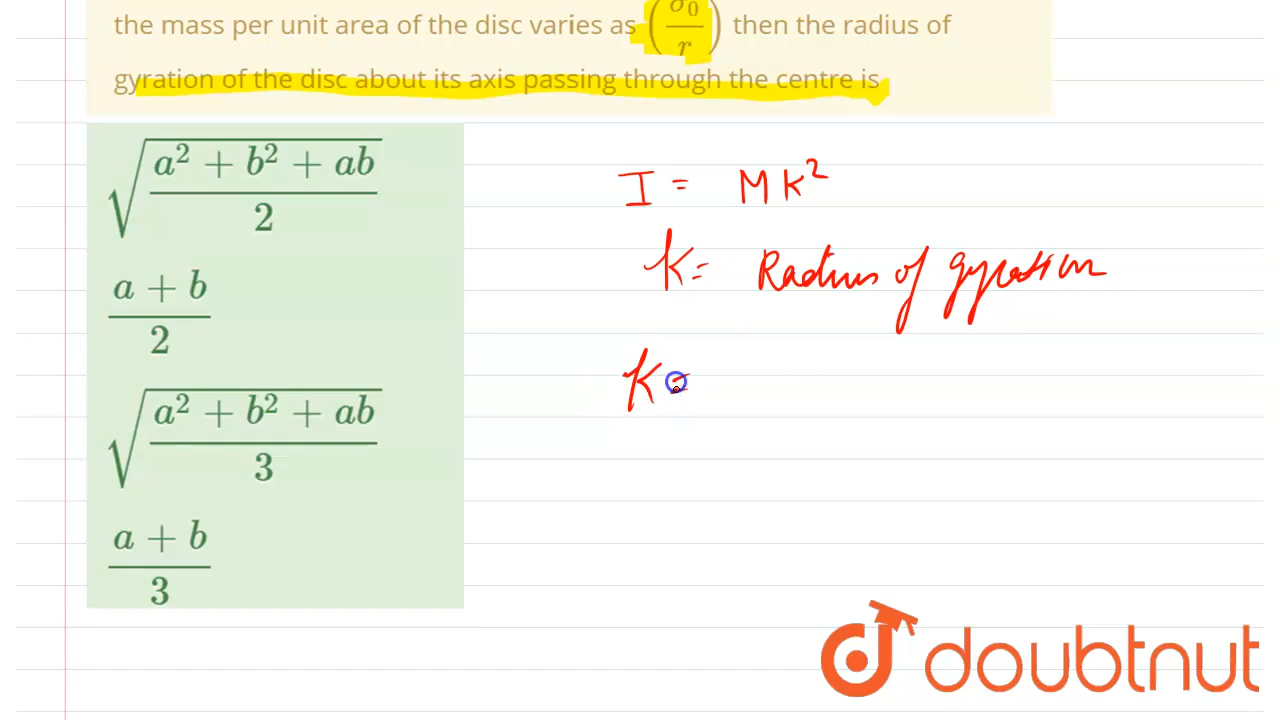 the mass per unit area of the disc varies as (σ0/r) then the radius of
gyration of the disc about its axis passing through the centre is
√((a² + b² + ab)/2)
(a + b)/2
√((a² + b² + ab)/3)
(a + b)/3
I = MK²
K = Radius of gyration
K =
doubtnut